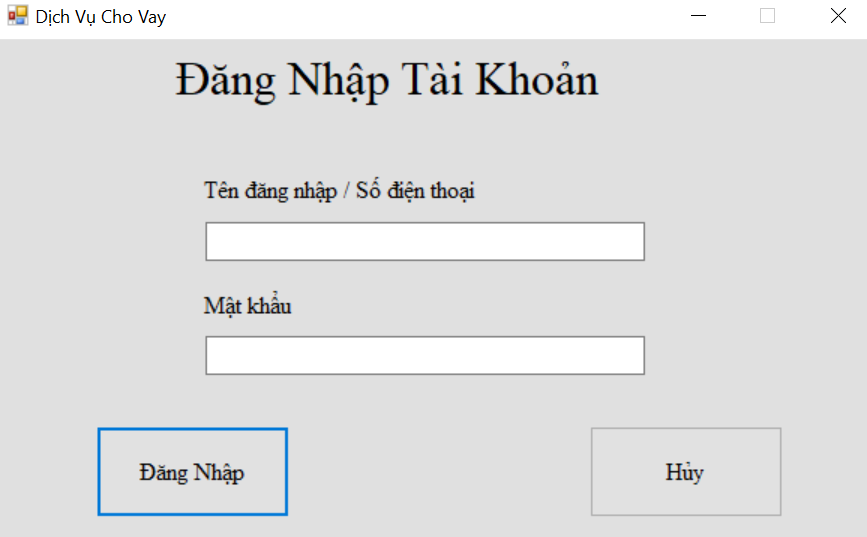 Dịch Vụ Cho Vay
Đăng Nhập Tài Khoản
Tên đăng nhập / Số điện thoại
Mật khẩu
Đăng Nhập
Hủy